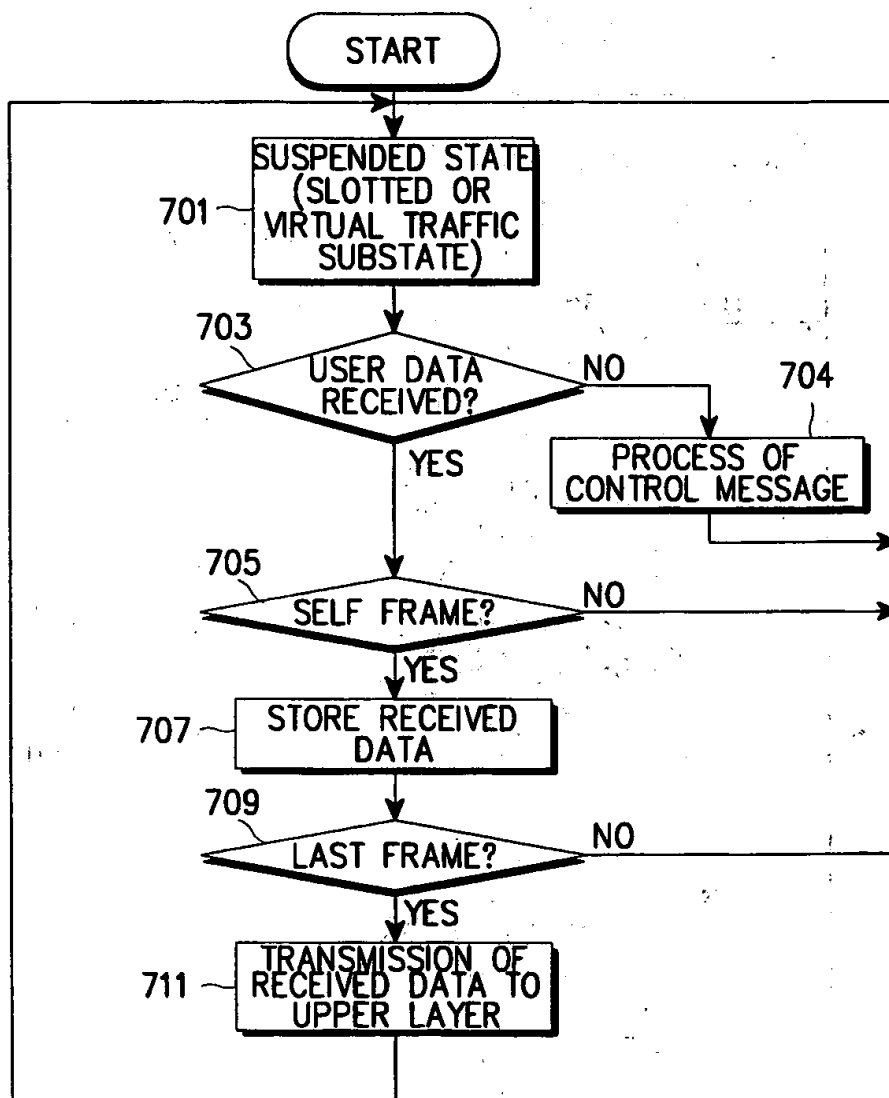 START
701
SUSPENDED STATE
(SLOTTED OR
VIRTUAL TRAFFIC
SUBSTATE)
703
USER DATA
RECEIVED?
NO
YES
704
PROCESS OF
CONTROL MESSAGE
705
SELF FRAME?
NO
YES
707
STORE RECEIVED
DATA
709
LAST FRAME?
NO
YES
711
TRANSMISSION OF
RECEIVED DATA TO
UPPER LAYER